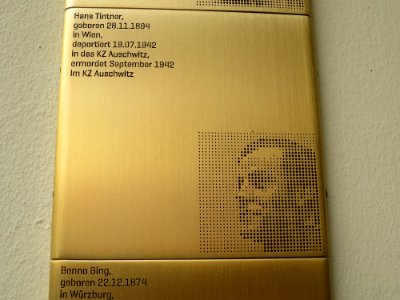 Hans Tintner,
geboren 28.11.1894
in Wien,
deportiert 19.07.1942
in das KZ Auschwitz,
ermordet September 1942
im KZ Auschwitz
Benno Bing,
geboren 22.12.1874
in Würzburg,